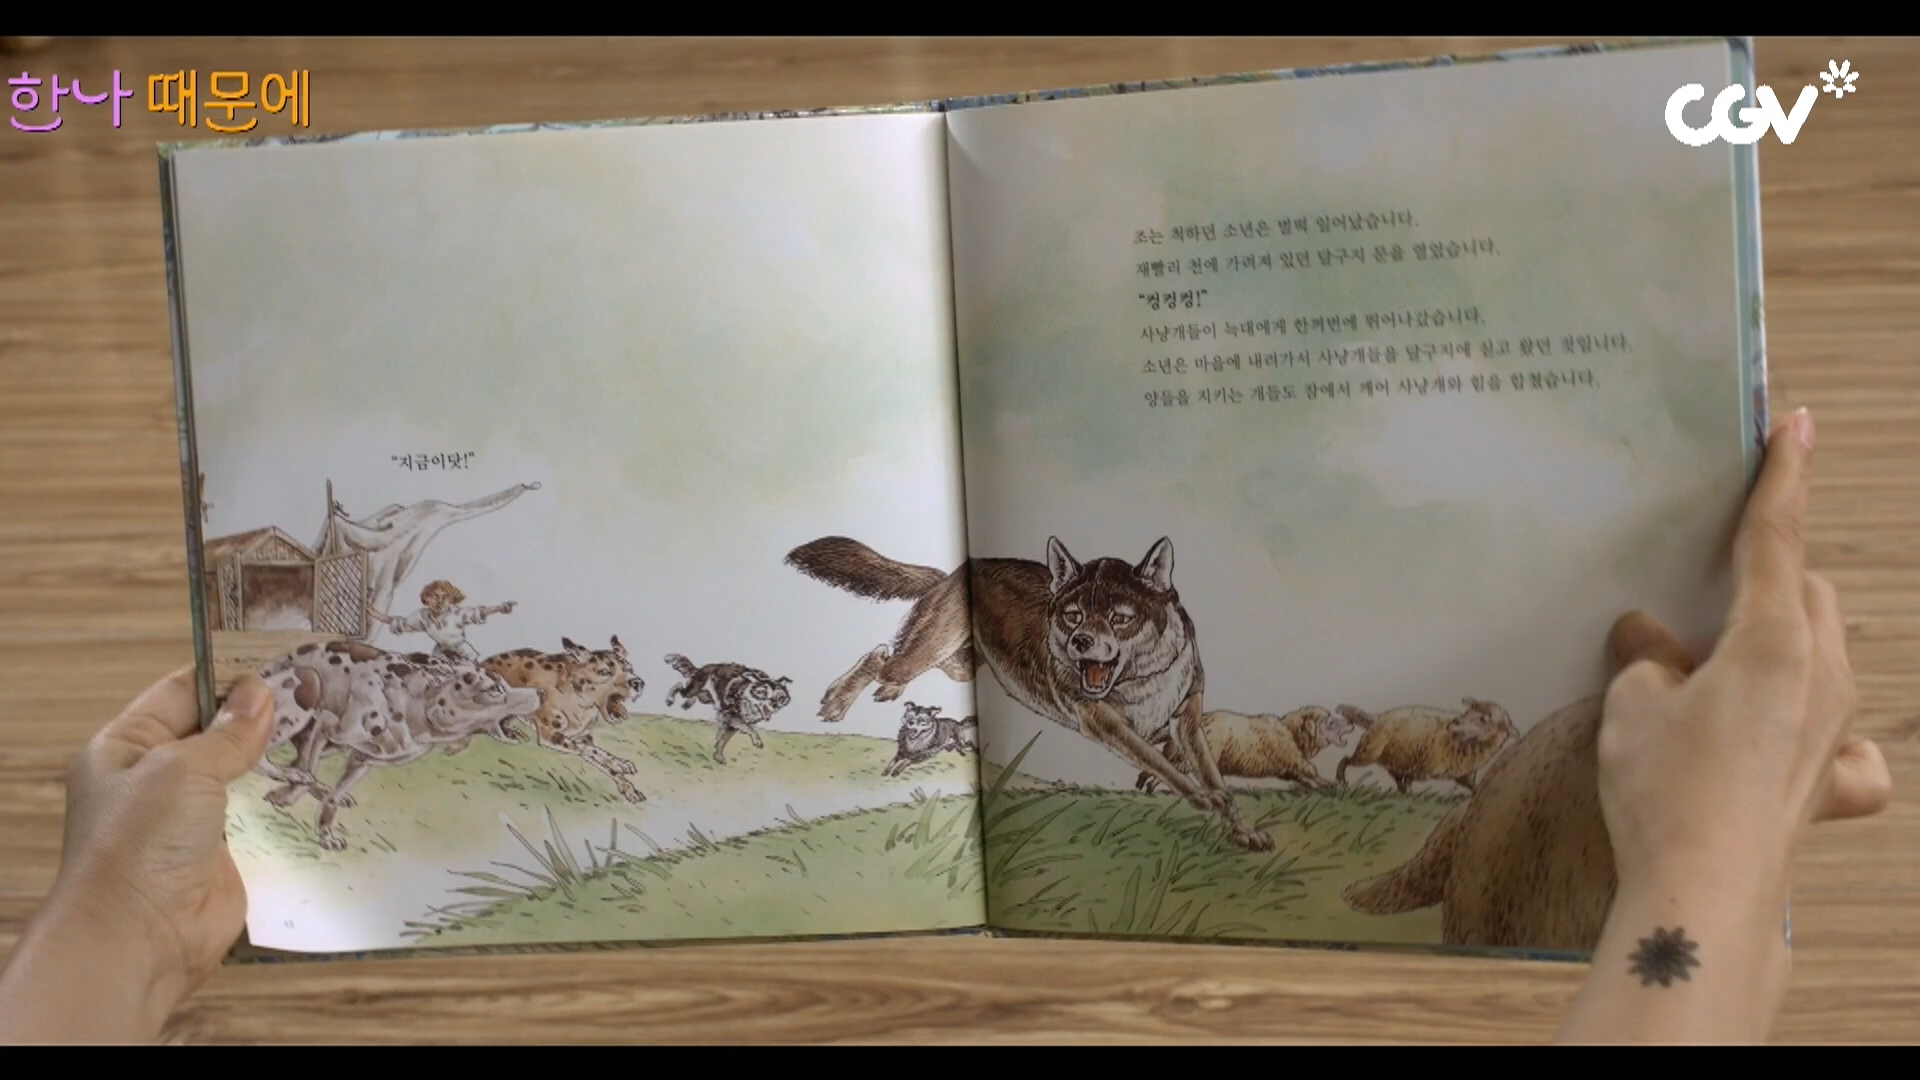 한나 때문에
CGV
"지금이닷!"
조는 척하던 소년은 벌떡 일어났습니다.
재빨리 천에 가려져 있던 달구지 문을 열었습니다.
"컹컹컹!"
사냥개들이 늑대에게 한꺼번에 뛰어나갔습니다.
소년은 마을에 내려가서 사냥개들을 달구지에 싣고 왔던 것입니다.
양들을 지키는 개들도 잠에서 깨어 사냥개와 힘을 합쳤습니다.